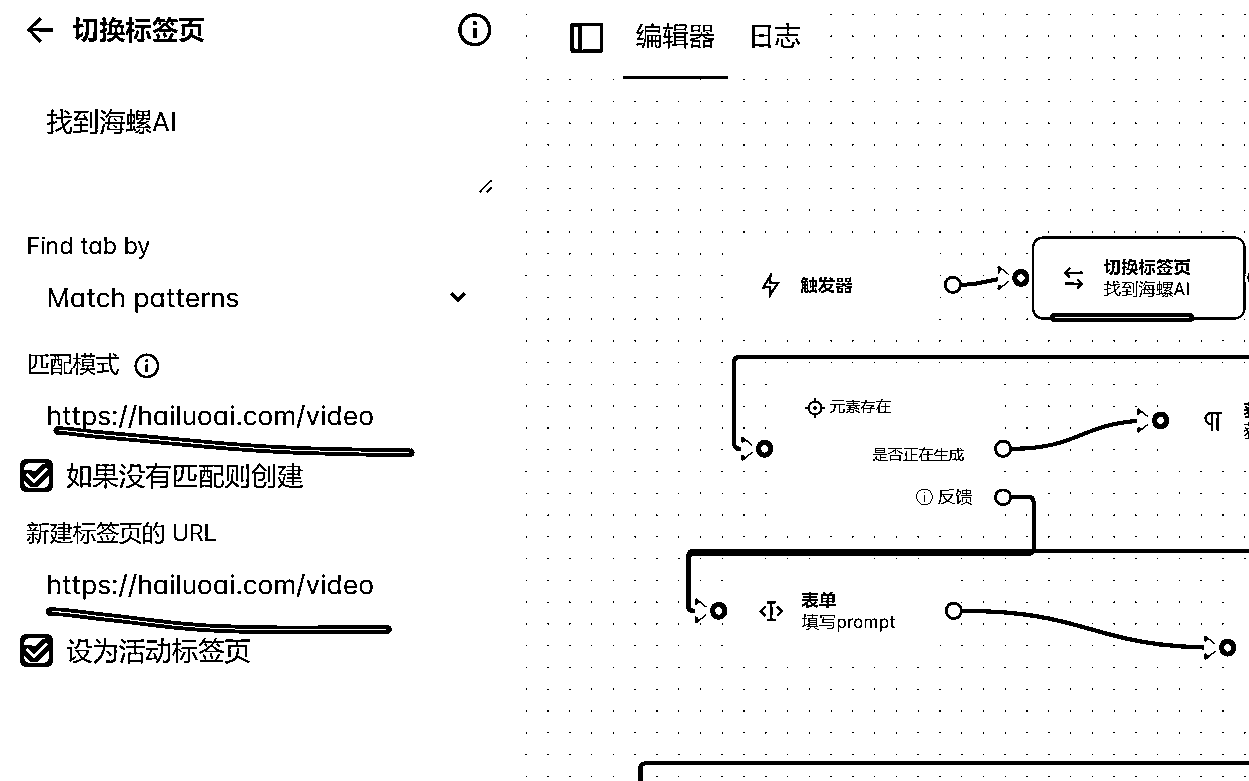 切换标签页
找到海螺AI
Find tab by
Match patterns
匹配模式
https://hailuoai.com/video
如果没有匹配则创建
新建标签页的 URL
https://hailuoai.com/video
设为活动标签页
编辑器 日志
触发器
切换标签页
找到海螺AI
元素存在
是否正在生成
反馈
表单
填写prompt